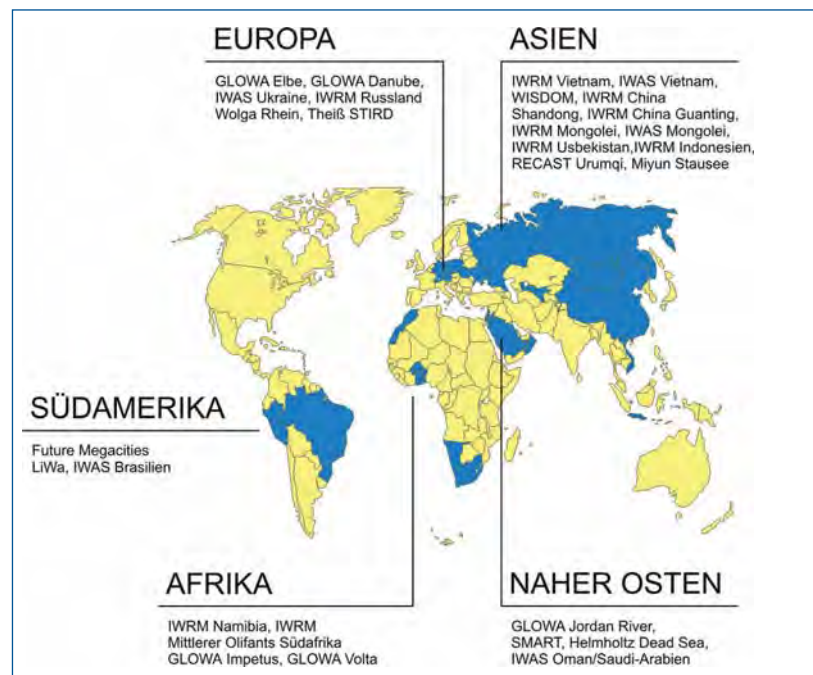 EUROPA
GLOWA Elbe, GLOWA Danube,
IWAS Ukraine, IWRM Russland
Wolga Rhein, Theiß STIRD
ASIEN
IWRM Vietnam, IWAS Vietnam,
WISDOM, IWRM China
Shandong, IWRM China Guanting,
IWRM Mongolei, IWAS Mongolei,
IWRM Usbekistan,IWRM Indonesien,
RECAST Urumqi, Miyun Stausee
SÜDAMERIKA
Future Megacities
LiWa, IWAS Brasilien
AFRIKA
IWRM Namibia, IWRM
Mittlerer Olifants Südafrika
GLOWA Impetus, GLOWA Volta
NAHER OSTEN
GLOWA Jordan River,
SMART, Helmholtz Dead Sea,
IWAS Oman/Saudi-Arabien